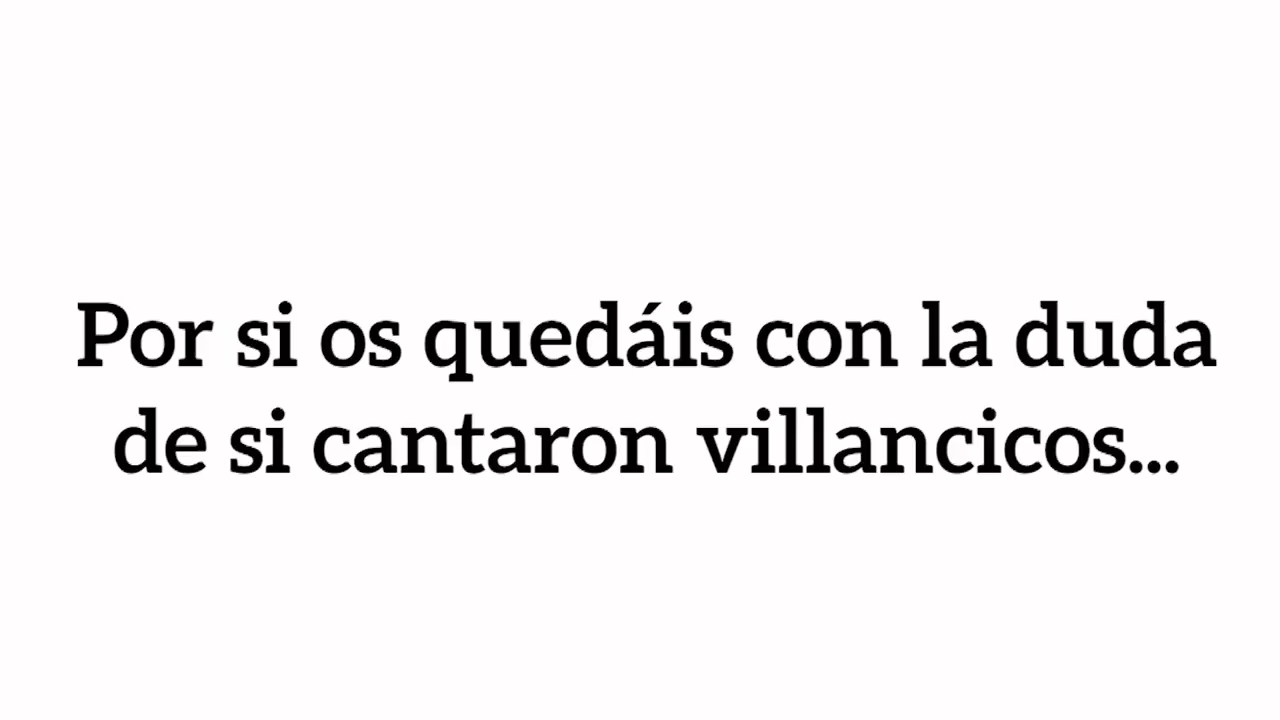 Por si os quedáis con la duda
de si cantaron villancicos...